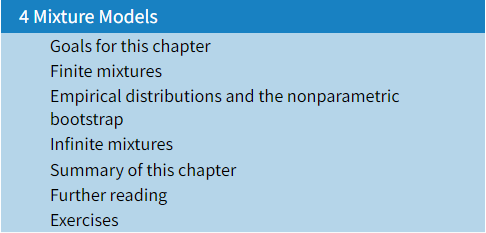 4 Mixture Models
Goals for this chapter
Finite mixtures
Empirical distributions and the nonparametric
bootstrap
Infinite mixtures
Summary of this chapter
Further reading
Exercises